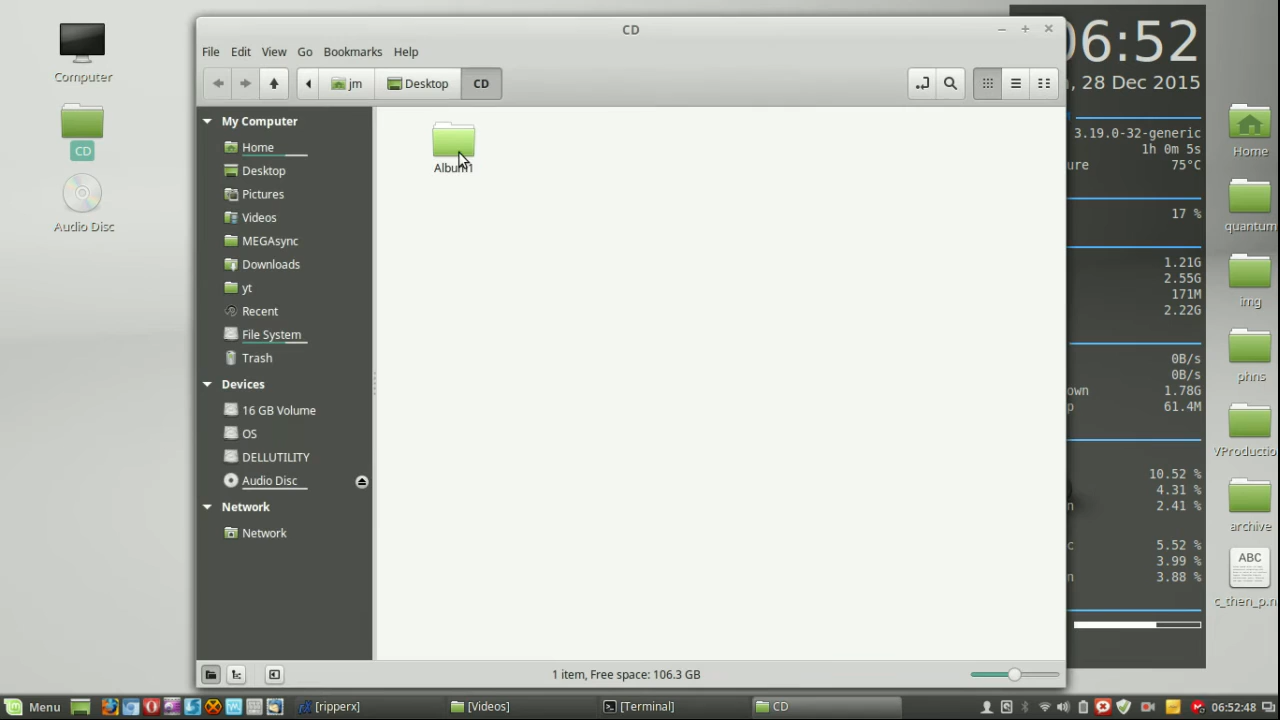 CD
File Edit View Go Bookmarks Help
jm Desktop CD
My Computer
Home
Desktop
Pictures
Videos
MEGAsync
Downloads
yt
Recent
File System
Trash
Devices
16 GB Volume
OS
DELLUTILITY
Audio Disc
Network
Network
Album1
1 item, Free space: 106.3 GB
Computer
CD
Audio Disc
06:52
, 28 Dec 2015
3.19.0-32-generic
1h 0m 5s
ure 75°C
17 %
1.21G
2.55G
171M
2.22G
0B/s
0B/s
own 1.78G
p 61.4M
10.52 %
4.31 %
n 2.41 %
c 5.52 %
3.99 %
n 3.88 %
Home
quantum
img
phns
VProductio
archive
ABC
c_then_p.n
Menu [ripperx] [Videos] [Terminal] CD 06:52:48